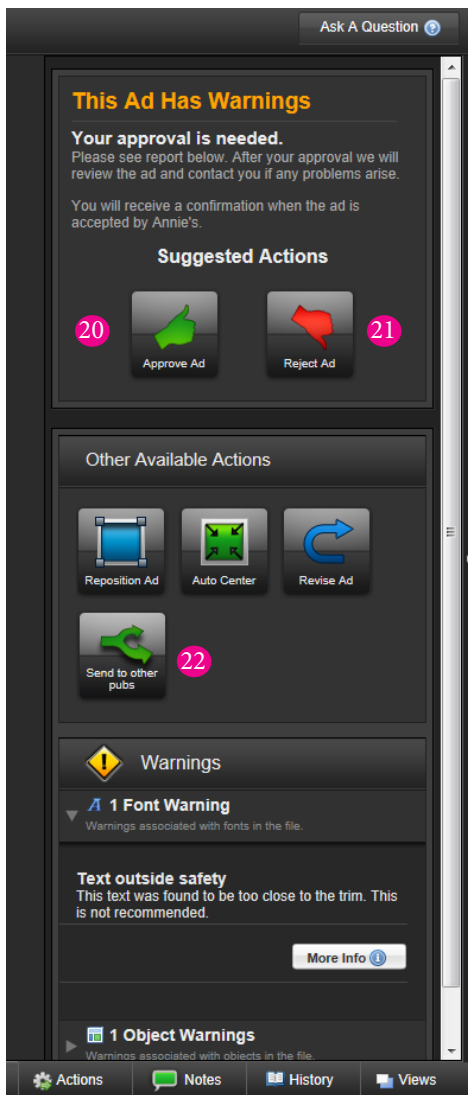 Ask A Question
This Ad Has Warnings
Your approval is needed.
Please see report below. After your approval we will
review the ad and contact you if any problems arise.
You will receive a confirmation when the ad is
accepted by Annie's.
Suggested Actions
20
Approve Ad
Reject Ad
21
Other Available Actions
Reposition Ad
Auto Center
Revise Ad
Send to other
pubs
22
Warnings
A 1 Font Warning
Warnings associated with fonts in the file.
Text outside safety
This text was found to be too close to the trim. This
is not recommended.
More Info
1 Object Warnings
Warnings associated with objects in the file.
Actions
Notes
History
Views